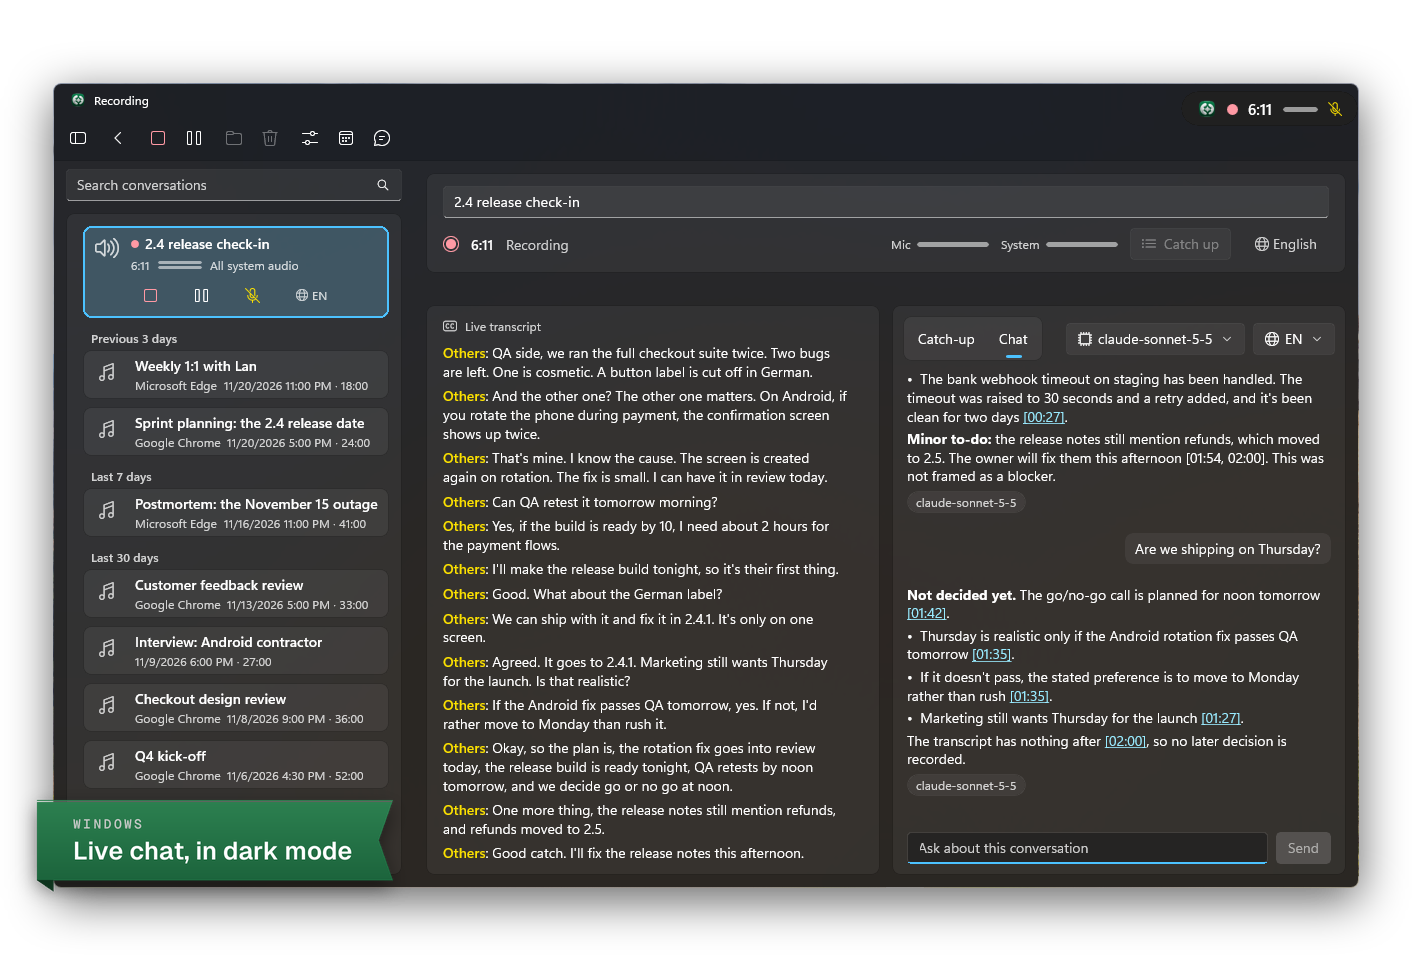 Recording
6:11
Search conversations
2.4 release check-in
6:11 All system audio
EN
Previous 3 days
Weekly 1:1 with Lan
Microsoft Edge 11/20/2026 11:00 PM · 18:00
Sprint planning: the 2.4 release date
Google Chrome 11/20/2026 5:00 PM · 24:00
Last 7 days
Postmortem: the November 15 outage
Microsoft Edge 11/16/2026 11:00 PM · 41:00
Last 30 days
Customer feedback review
Google Chrome 11/13/2026 5:00 PM · 33:00
Interview: Android contractor
11/9/2026 6:00 PM · 27:00
Checkout design review
Google Chrome 11/8/2026 9:00 PM · 36:00
Q4 kick-off
Google Chrome 11/6/2026 4:30 PM · 52:00
WINDOWS
Live chat, in dark mode
2.4 release check-in
6:11 Recording
Mic System Catch up English
CC Live transcript
Others: QA side, we ran the full checkout suite twice. Two bugs
are left. One is cosmetic. A button label is cut off in German.
Others: And the other one? The other one matters. On Android, if
you rotate the phone during payment, the confirmation screen
shows up twice.
Others: That's mine. I know the cause. The screen is created
again on rotation. The fix is small. I can have it in review today.
Others: Can QA retest it tomorrow morning?
Others: Yes, if the build is ready by 10, I need about 2 hours for
the payment flows.
Others: I'll make the release build tonight, so it's their first thing.
Others: Good. What about the German label?
Others: We can ship with it and fix it in 2.4.1. It's only on one
screen.
Others: Agreed. It goes to 2.4.1. Marketing still wants Thursday
for the launch. Is that realistic?
Others: If the Android fix passes QA tomorrow, yes. If not, I'd
rather move to Monday than rush it.
Others: Okay, so the plan is, the rotation fix goes into review
today, the release build is ready tonight, QA retests by noon
tomorrow, and we decide go or no go at noon.
Others: One more thing, the release notes still mention refunds,
and refunds moved to 2.5.
Others: Good catch. I'll fix the release notes this afternoon.
Catch-up Chat claude-sonnet-5-5 EN
• The bank webhook timeout on staging has been handled. The
timeout was raised to 30 seconds and a retry added, and it's been
clean for two days [00:27].
Minor to-do: the release notes still mention refunds, which moved
to 2.5. The owner will fix them this afternoon [01:54, 02:00]. This was
not framed as a blocker.
claude-sonnet-5-5
Are we shipping on Thursday?
Not decided yet. The go/no-go call is planned for noon tomorrow
[01:42].
• Thursday is realistic only if the Android rotation fix passes QA
tomorrow [01:35].
• If it doesn't pass, the stated preference is to move to Monday
rather than rush [01:35].
• Marketing still wants Thursday for the launch [01:27].
The transcript has nothing after [02:00], so no later decision is
recorded.
claude-sonnet-5-5
Ask about this conversation
Send